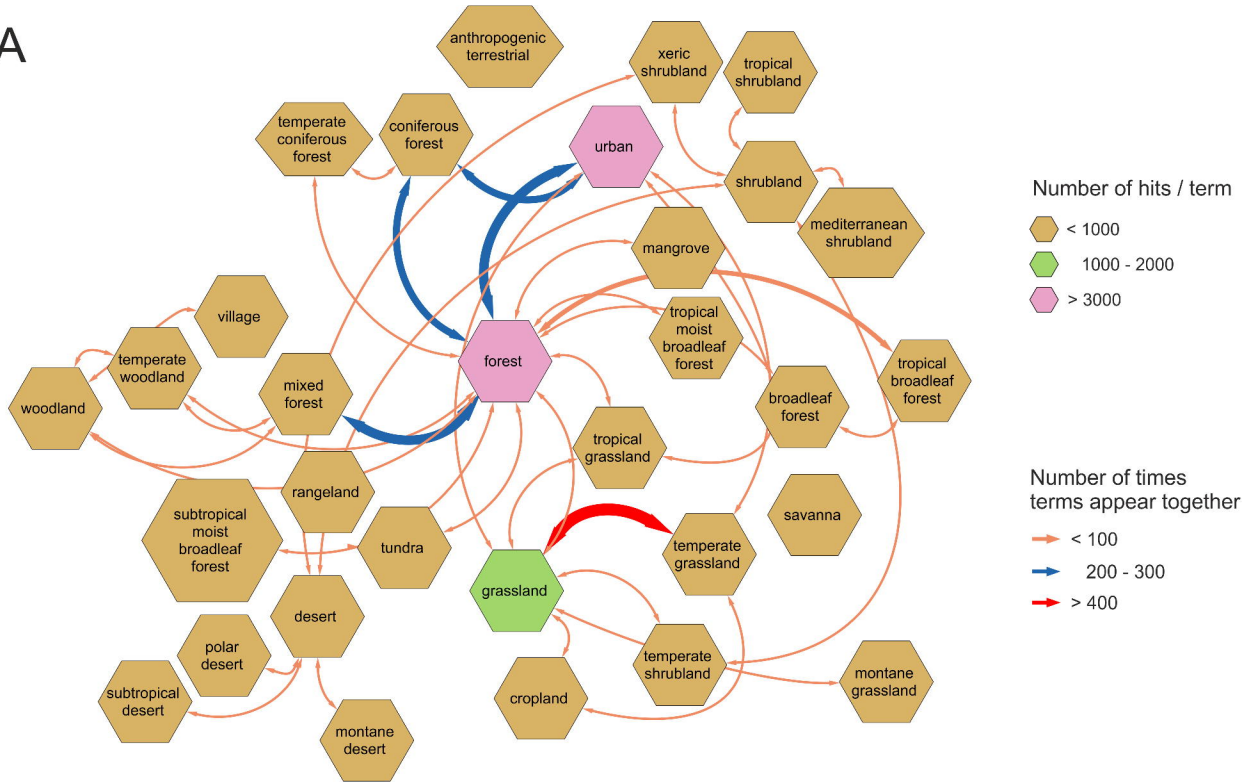 A
anthropogenic
terrestrial
xeric
shrubland
tropical
shrubland
temperate
coniferous
forest
coniferous
forest
urban
shrubland
mediterranean
shrubland
mangrove
village
tropical
moist
broadleaf
forest
temperate
woodland
woodland
mixed
forest
forest
broadleaf
forest
tropical
broadleaf
forest
tropical
grassland
rangeland
subtropical
moist
broadleaf
forest
tundra
savanna
temperate
grassland
grassland
desert
polar
desert
subtropical
desert
montane
desert
cropland
temperate
shrubland
montane
grassland
Number of hits / term
< 1000
1000 - 2000
> 3000
Number of times
terms appear together
< 100
200 - 300
> 400